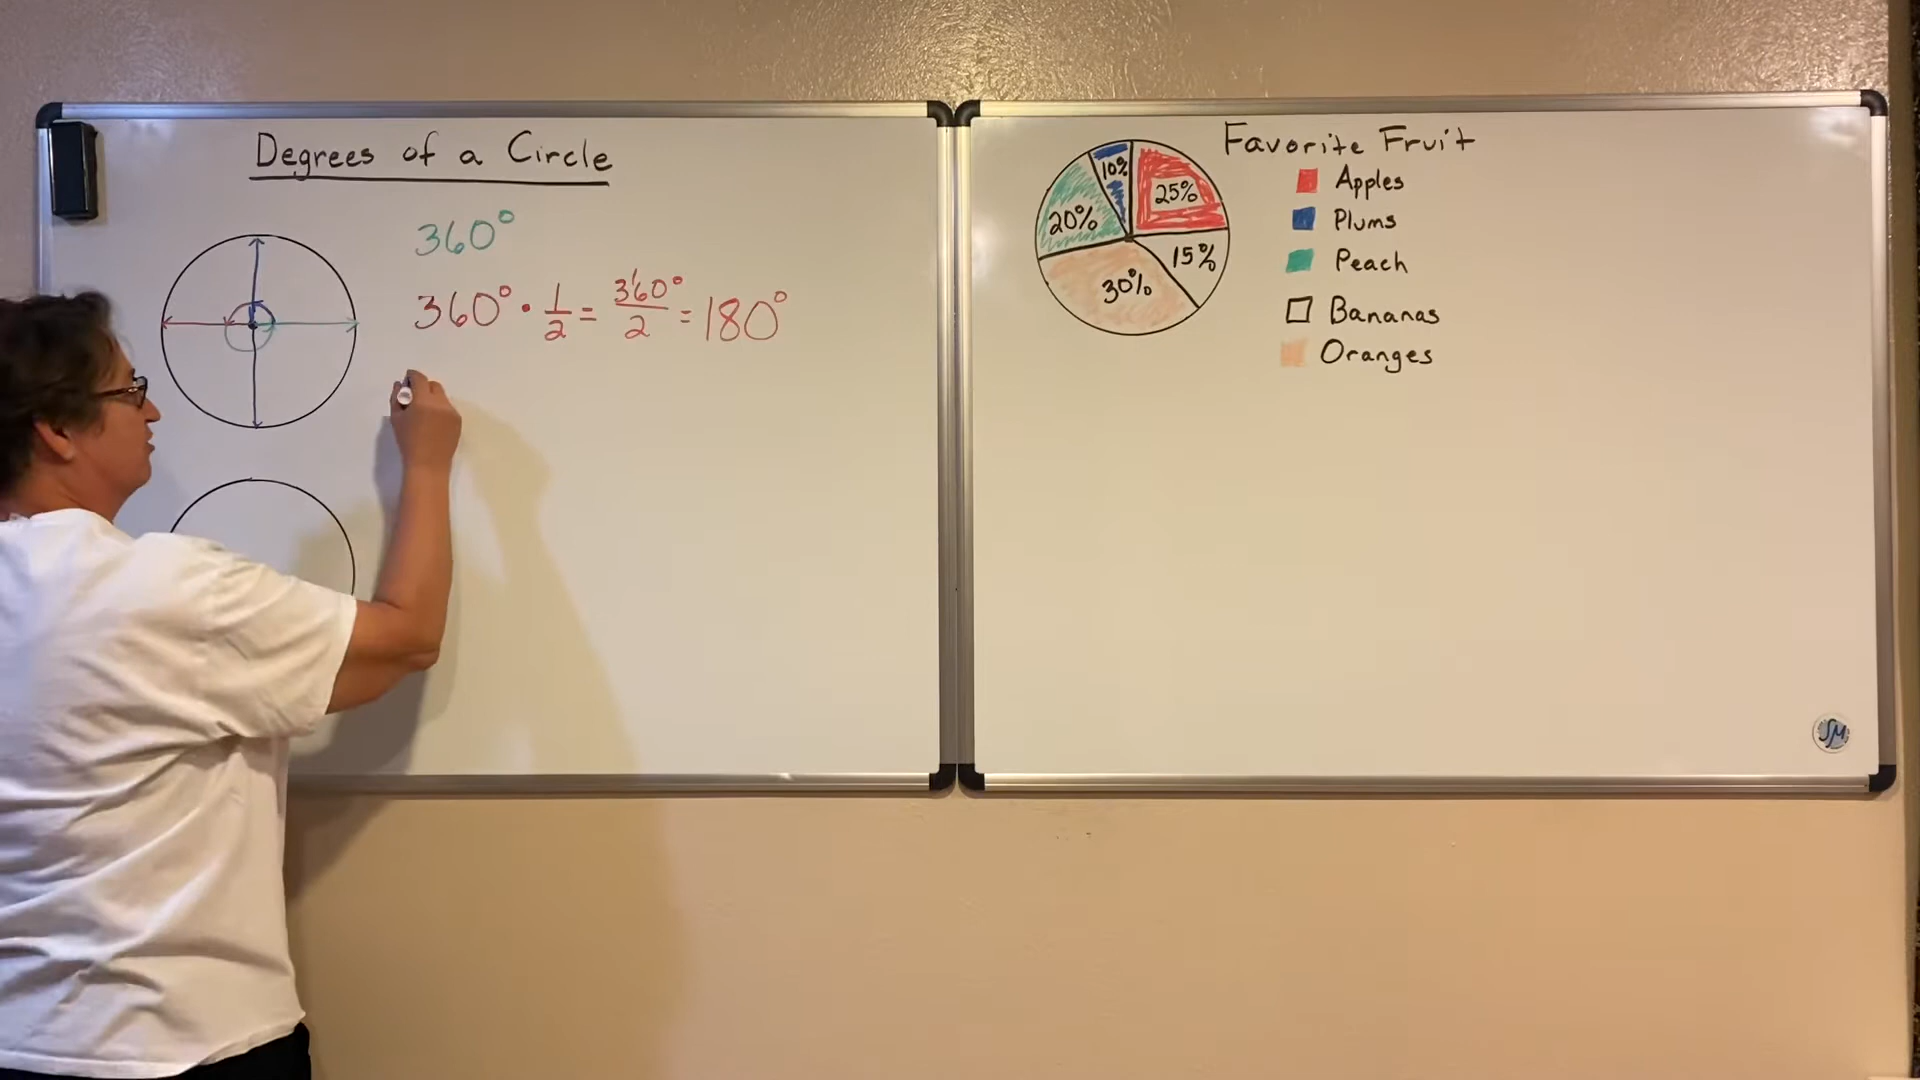 Degrees of a Circle
360°
360° · 1/2 = 360°/2 = 180°
Favorite Fruit
10%
25%
20%
15%
30%
Apples
Plums
Peach
Bananas
Oranges
SM